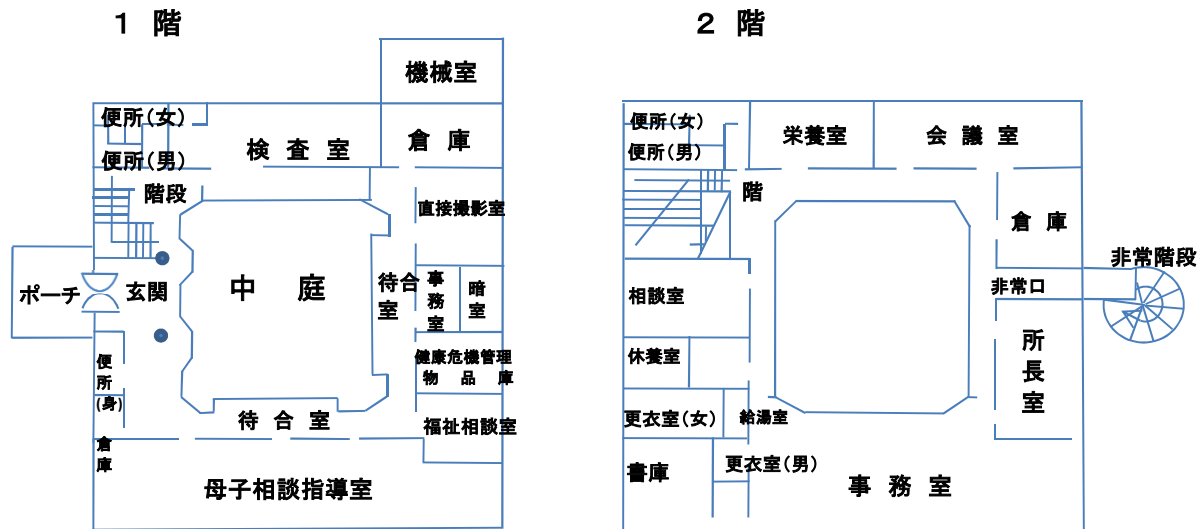 1 階
機械室
便所(女)
倉 庫
検 査 室
便所(男)
階段
直接撮影室
中 庭
待合
室
事
務
室
暗
室
ポーチ
玄関
健康危機管理
物 品 庫
便
所
(身)
待 合 室
福祉相談室
倉
庫
母子相談指導室
2 階
便所(女)
便所(男)
栄養室
会 議 室
階
倉 庫
非常階段
非常口
相談室
所
長
室
休養室
更衣室(女)
給湯室
書庫
更衣室(男)
事 務 室